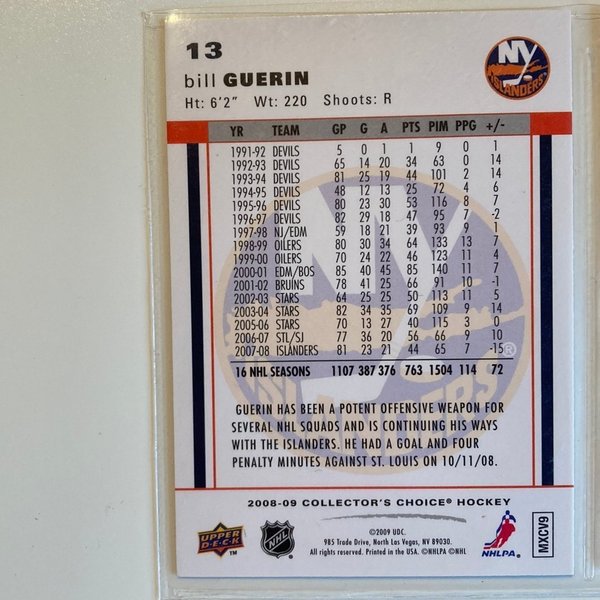 13
bill GUERIN
Ht: 6'2" Wt: 220 Shoots: R
NY
ISLANDERS
YR TEAM GP G A PTS PIM PPG +/-
1991-92 DEVILS 5 0 1 1 9 0 1
1992-93 DEVILS 65 14 20 34 63 0 14
1993-94 DEVILS 81 25 19 44 101 2 14
1994-95 DEVILS 48 12 13 25 72 4 6
1995-96 DEVILS 80 23 30 53 116 8 7
1996-97 DEVILS 82 29 18 47 95 7 -2
1997-98 NJ/EDM 59 18 21 39 93 9 1
1998-99 OILERS 80 30 34 64 133 13 7
1999-00 OILERS 70 24 22 46 123 11 4
2000-01 EDM/BOS 85 40 45 85 140 11 7
2001-02 BRUINS 78 41 25 66 91 10 -1
2002-03 STARS 64 25 25 50 113 11 5
2003-04 STARS 82 34 35 69 109 9 14
2005-06 STARS 70 13 27 40 115 3 0
2006-07 STL/SJ 77 36 20 56 66 9 10
2007-08 ISLANDERS 81 23 21 44 65 7 -15
16 NHL SEASONS 1107 387 376 763 1504 114 72
NY
ISLANDERS ®
GUERIN HAS BEEN A POTENT OFFENSIVE WEAPON FOR
SEVERAL NHL SQUADS AND IS CONTINUING HIS WAYS
WITH THE ISLANDERS. HE HAD A GOAL AND FOUR
PENALTY MINUTES AGAINST ST. LOUIS ON 10/11/08.
2008-09 COLLECTOR'S CHOICE® HOCKEY
UPPER
DECK
™
NHL
©2009 UDC.
985 Trade Drive, North Las Vegas, NV 89030.
All rights reserved. Printed in the USA. ©NHLPA ©NHL
NHLPA
MXCV9